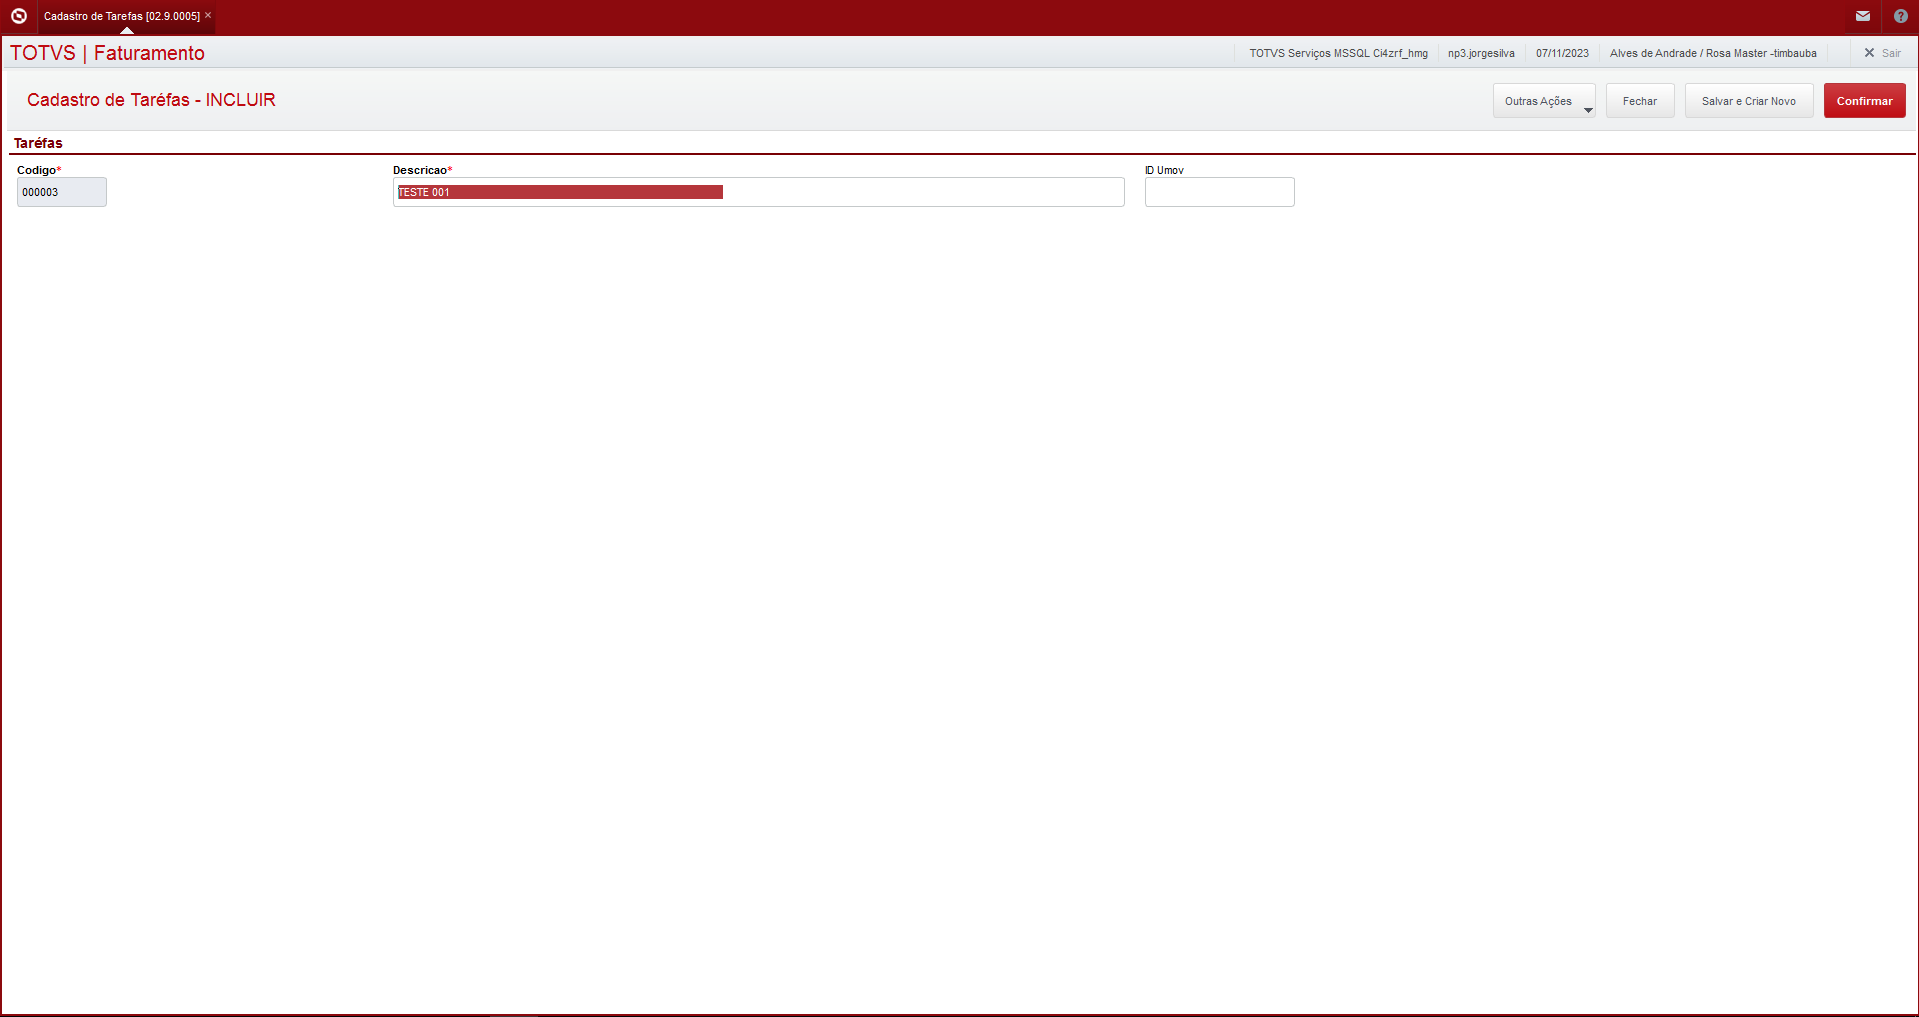 Cadastro de Tarefas [02.9.0005] ×
?
TOTVS | Faturamento
TOTVS Serviços MSSQL Ci4zrf_hmg
np3.jorgesilva
07/11/2023
Alves de Andrade / Rosa Master -timbauba
Sair
Cadastro de Taréfas - INCLUIR
Outras Ações
Fechar
Salvar e Criar Novo
Confirmar
Taréfas
Codigo*
Descricao*
ID Umov
000003
TESTE 001